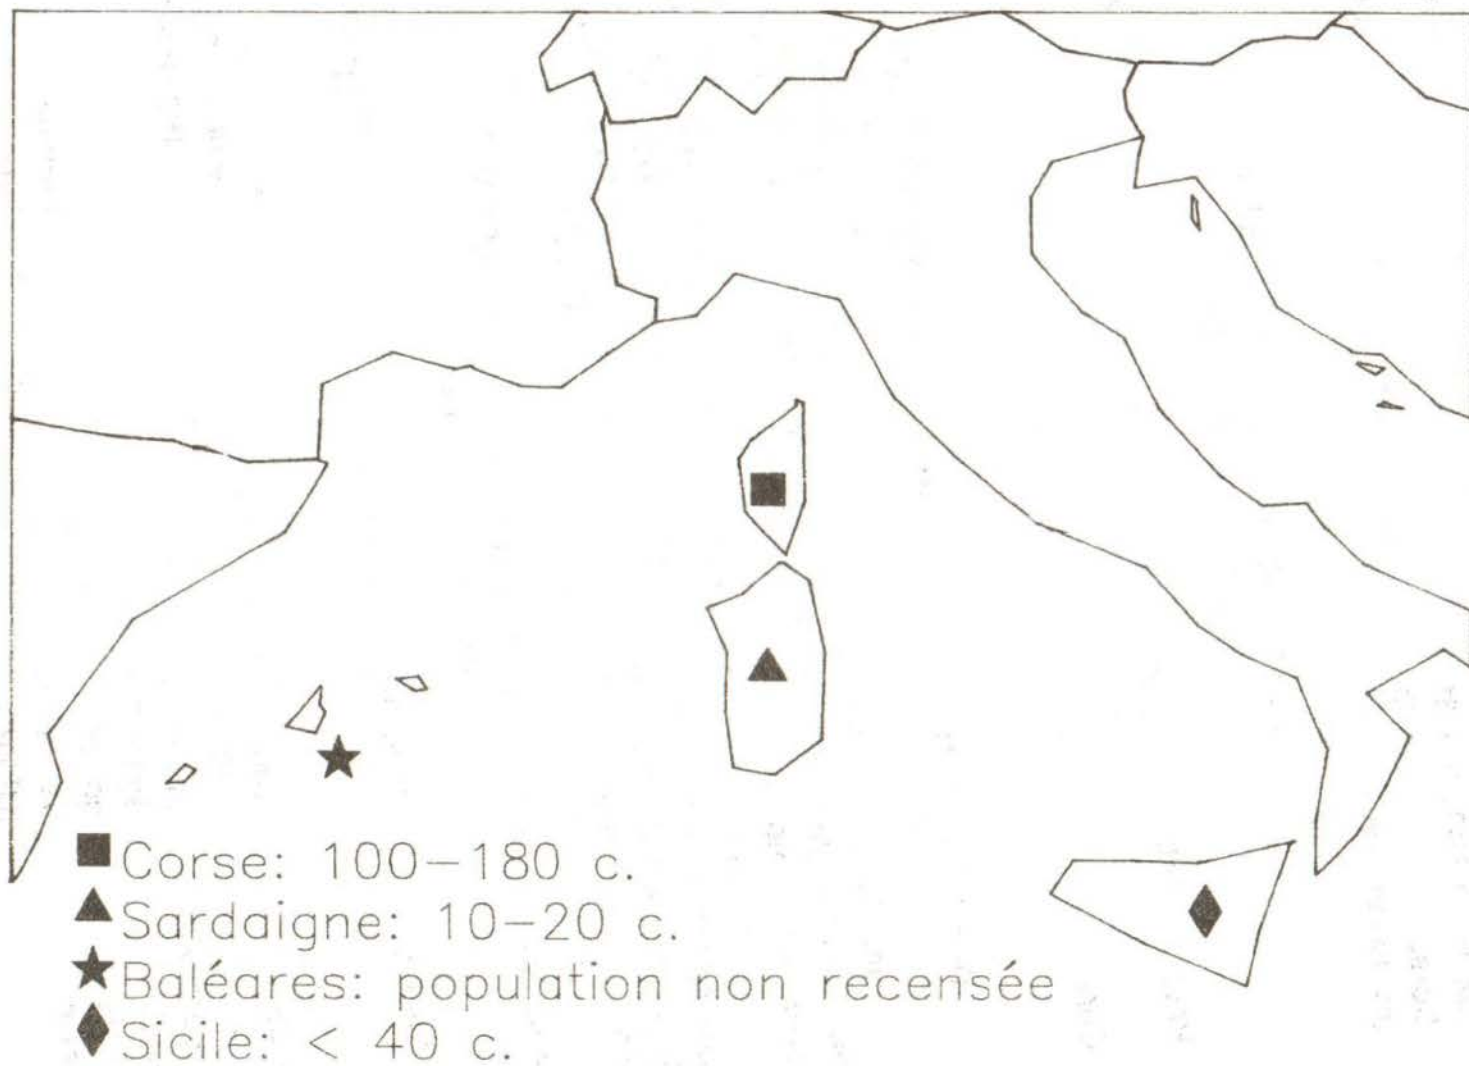 Corse: 100-180 c.
Sardaigne: 10-20 c.
Baléares: population non recensée
Sicile: < 40 c.